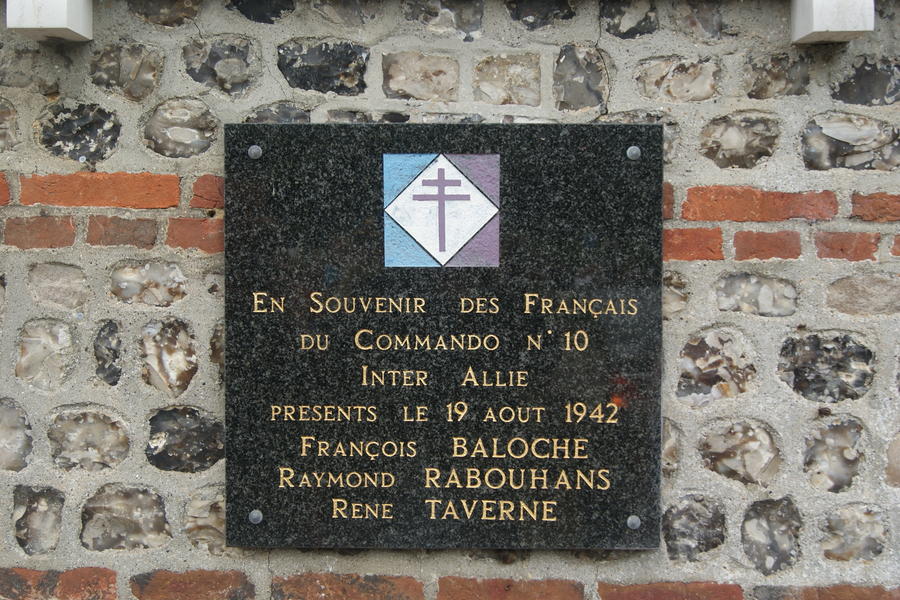 En Souvenir des Français
du Commando n° 10
Inter Allie
presents le 19 aout 1942
François BALOCHE
Raymond RABOUHANS
Rene TAVERNE